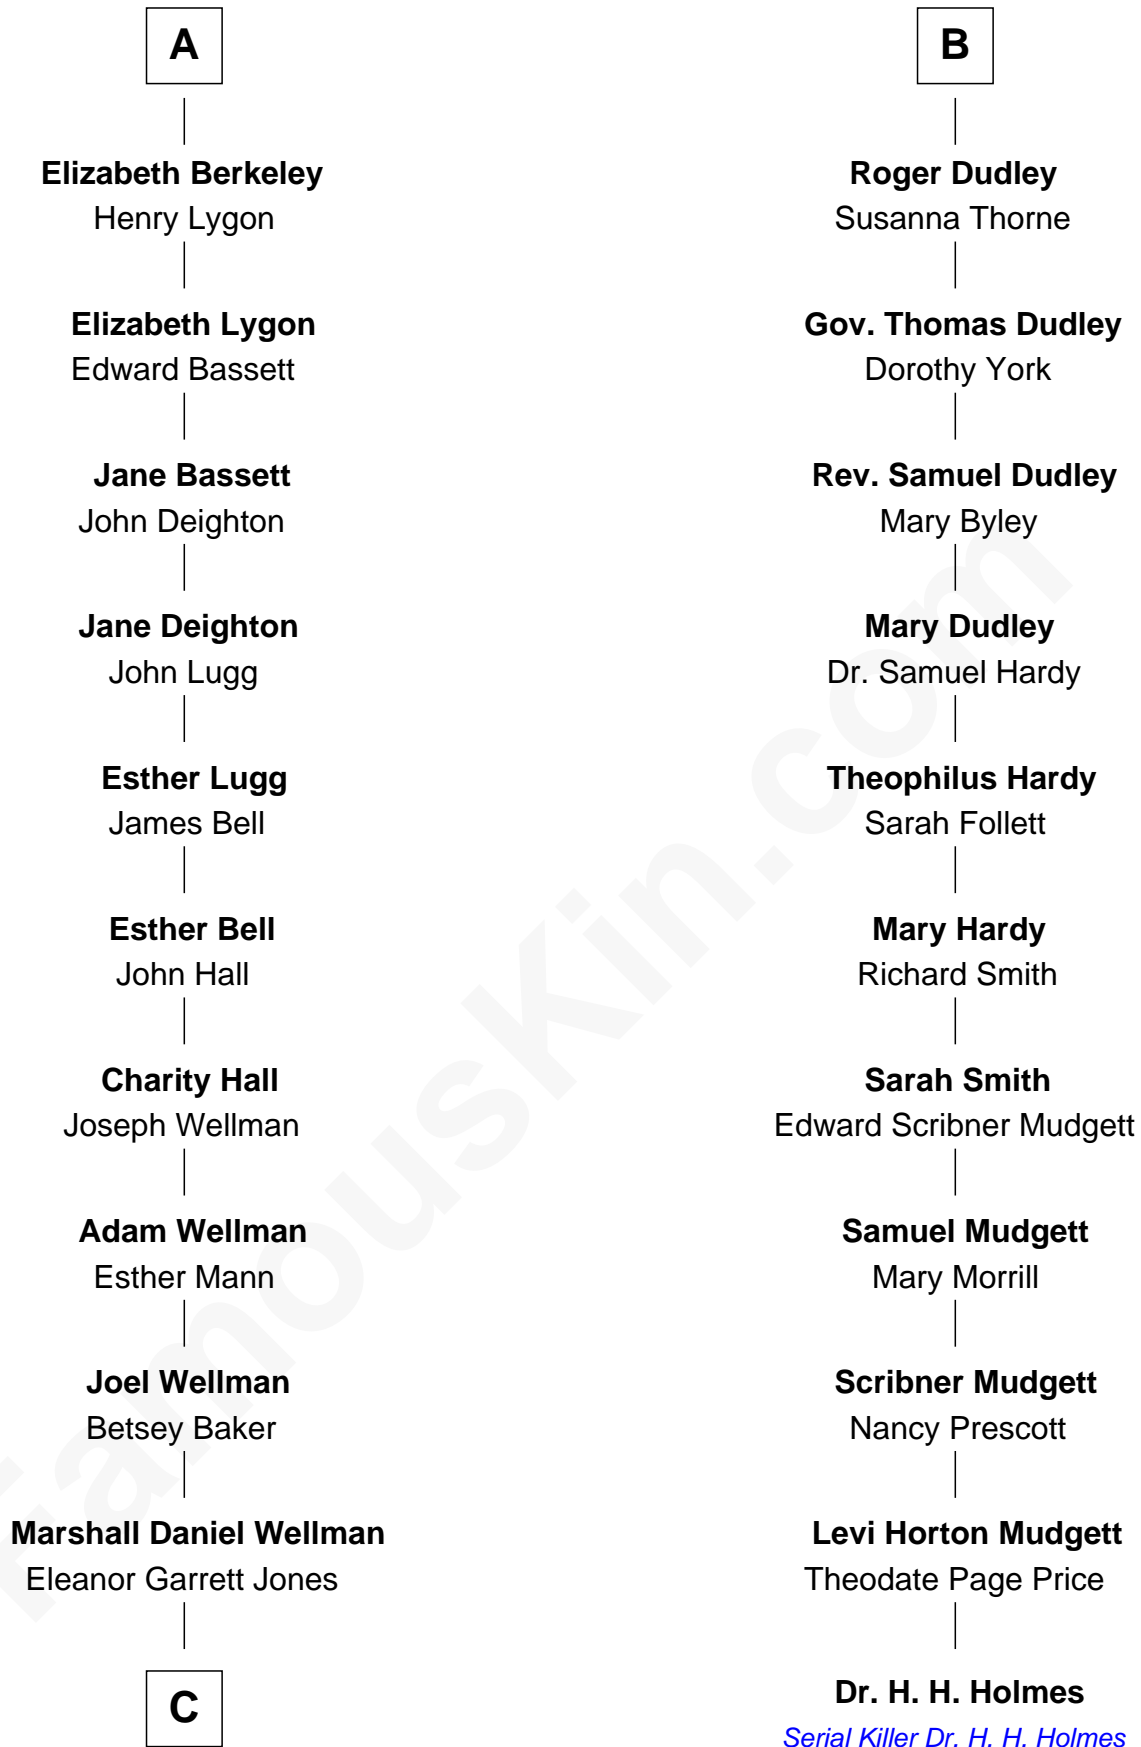 A
Elizabeth Berkeley
Henry Lygon
Elizabeth Lygon
Edward Bassett
Jane Bassett
John Deighton
Jane Deighton
John Lugg
Esther Lugg
James Bell
Esther Bell
John Hall
Charity Hall
Joseph Wellman
Adam Wellman
Esther Mann
Joel Wellman
Betsey Baker
Marshall Daniel Wellman
Eleanor Garrett Jones
C
B
Roger Dudley
Susanna Thorne
Gov. Thomas Dudley
Dorothy York
Rev. Samuel Dudley
Mary Byley
Mary Dudley
Dr. Samuel Hardy
Theophilus Hardy
Sarah Follett
Mary Hardy
Richard Smith
Sarah Smith
Edward Scribner Mudgett
Samuel Mudgett
Mary Morrill
Scribner Mudgett
Nancy Prescott
Levi Horton Mudgett
Theodate Page Price
Dr. H. H. Holmes
Serial Killer Dr. H. H. Holmes
FamousKin.com